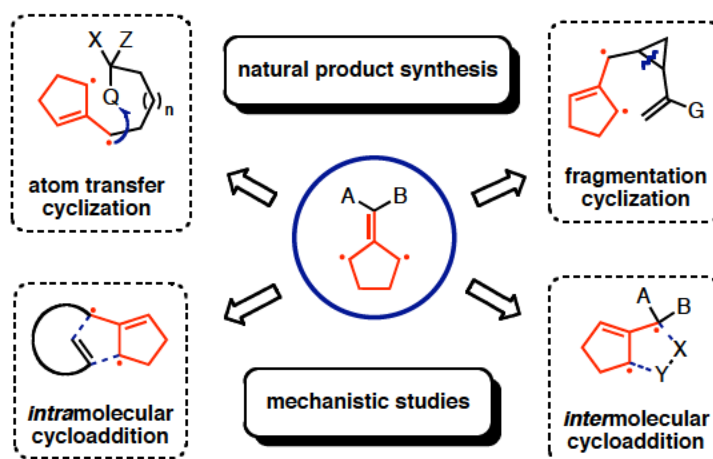 X Z
Q
( ) n
atom transfer
cyclization
natural product synthesis
G
fragmentation
cyclization
A B
intramolecular
cycloaddition
mechanistic studies
A B
X
Y
intermolecular
cycloaddition